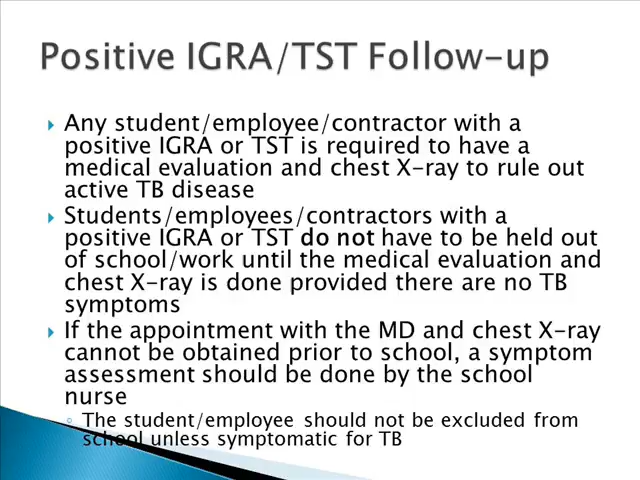 Positive IGRA/TST Follow-up
Any student/employee/contractor with a
positive IGRA or TST is required to have a
medical evaluation and chest X-ray to rule out
active TB disease
Students/employees/contractors with a
positive IGRA or TST do not have to be held out
of school/work until the medical evaluation and
chest X-ray is done provided there are no TB
symptoms
If the appointment with the MD and chest X-ray
cannot be obtained prior to school, a symptom
assessment should be done by the school
nurse
The student/employee should not be excluded from
school unless symptomatic for TB